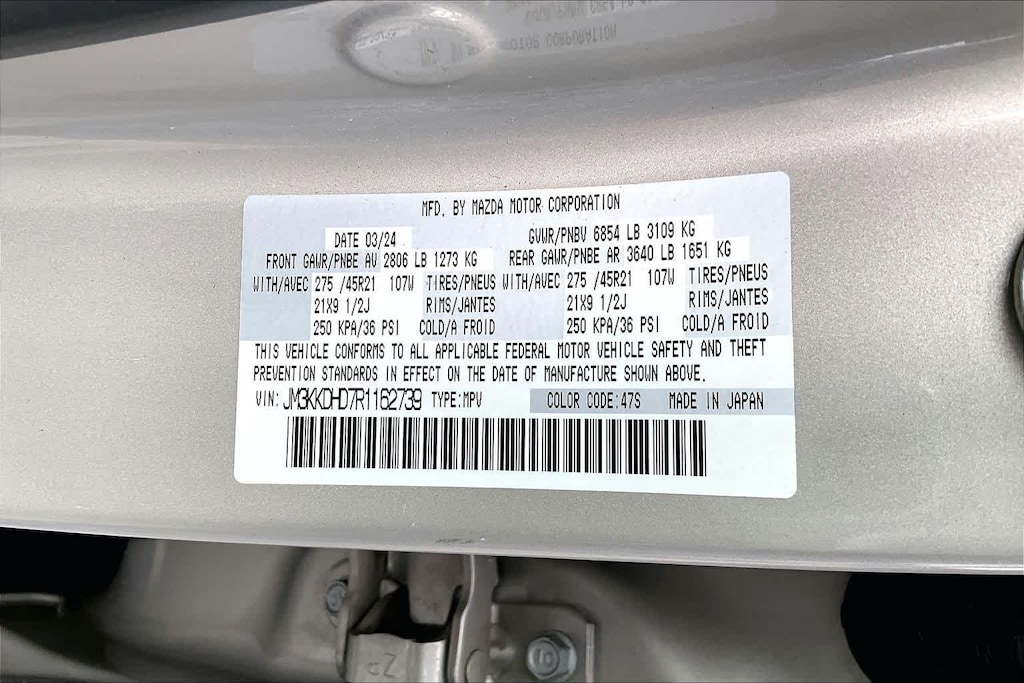 MFD. BY MAZDA MOTOR CORPORATION
DATE 03/24 GVWR/PNBV 6854 LB 3109 KG
FRONT GAWR/PNBE AV 2806 LB 1273 KG REAR GAWR/PNBE AR 3640 LB 1651 KG
WITH/AVEC 275 /45R21 107W TIRES/PNEUS WITH/AVEC 275 /45R21 107W TIRES/PNEUS
21X9 1/2J RIMS/JANTES 21X9 1/2J RIMS/JANTES
250 KPA/36 PSI COLD/A FROID 250 KPA/36 PSI COLD/A FROID
THIS VEHICLE CONFORMS TO ALL APPLICABLE FEDERAL MOTOR VEHICLE SAFETY AND THEFT
PREVENTION STANDARDS IN EFFECT ON THE DATE OF MANUFACTURE SHOWN ABOVE.
VIN: JM3KKDHD7R1162739 TYPE:MPV COLOR CODE:47S MADE IN JAPAN